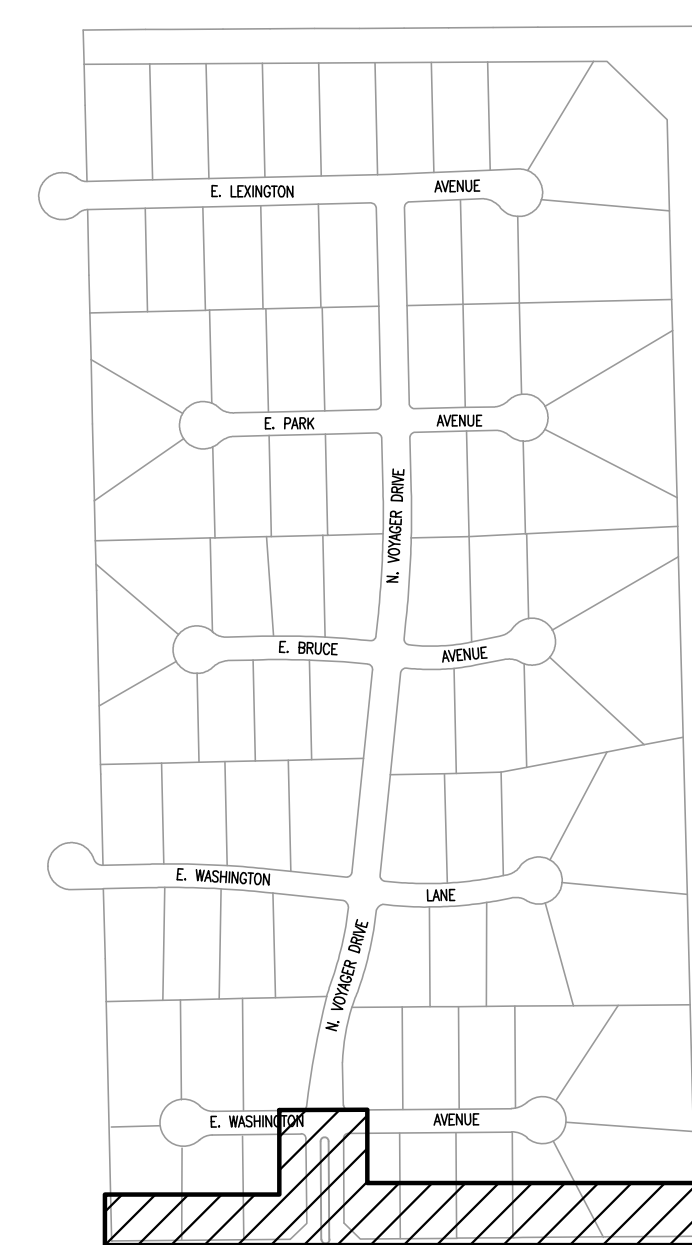 E. LEXINGTON AVENUE
E. PARK AVENUE
N. VOYAGER DRIVE
E. BRUCE AVENUE
E. WASHINGTON LANE
N. VOYAGER DRIVE
E. WASHINGTON AVENUE